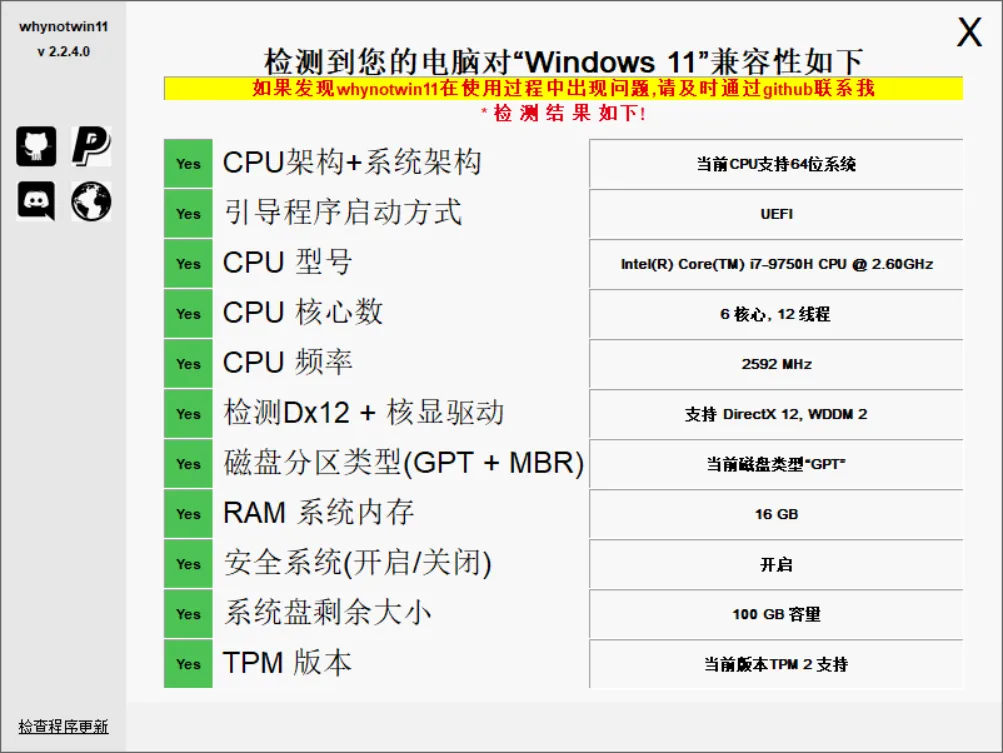 whynotwin11
v 2.2.4.0
X
检测到您的电脑对“Windows 11”兼容性如下
如果发现whynotwin11在使用过程中出现问题,请及时通过github联系我
* 检 测 结 果 如下!
Yes CPU架构+系统架构 当前CPU支持64位系统
Yes 引导程序启动方式 UEFI
Yes CPU 型号 Intel(R) Core(TM) i7-9750H CPU @ 2.60GHz
Yes CPU 核心数 6 核心, 12 线程
Yes CPU 频率 2592 MHz
Yes 检测Dx12 + 核显驱动 支持 DirectX 12, WDDM 2
Yes 磁盘分区类型(GPT + MBR) 当前磁盘类型“GPT”
Yes RAM 系统内存 16 GB
Yes 安全系统(开启/关闭) 开启
Yes 系统盘剩余大小 100 GB 容量
Yes TPM 版本 当前版本TPM 2 支持
检查程序更新